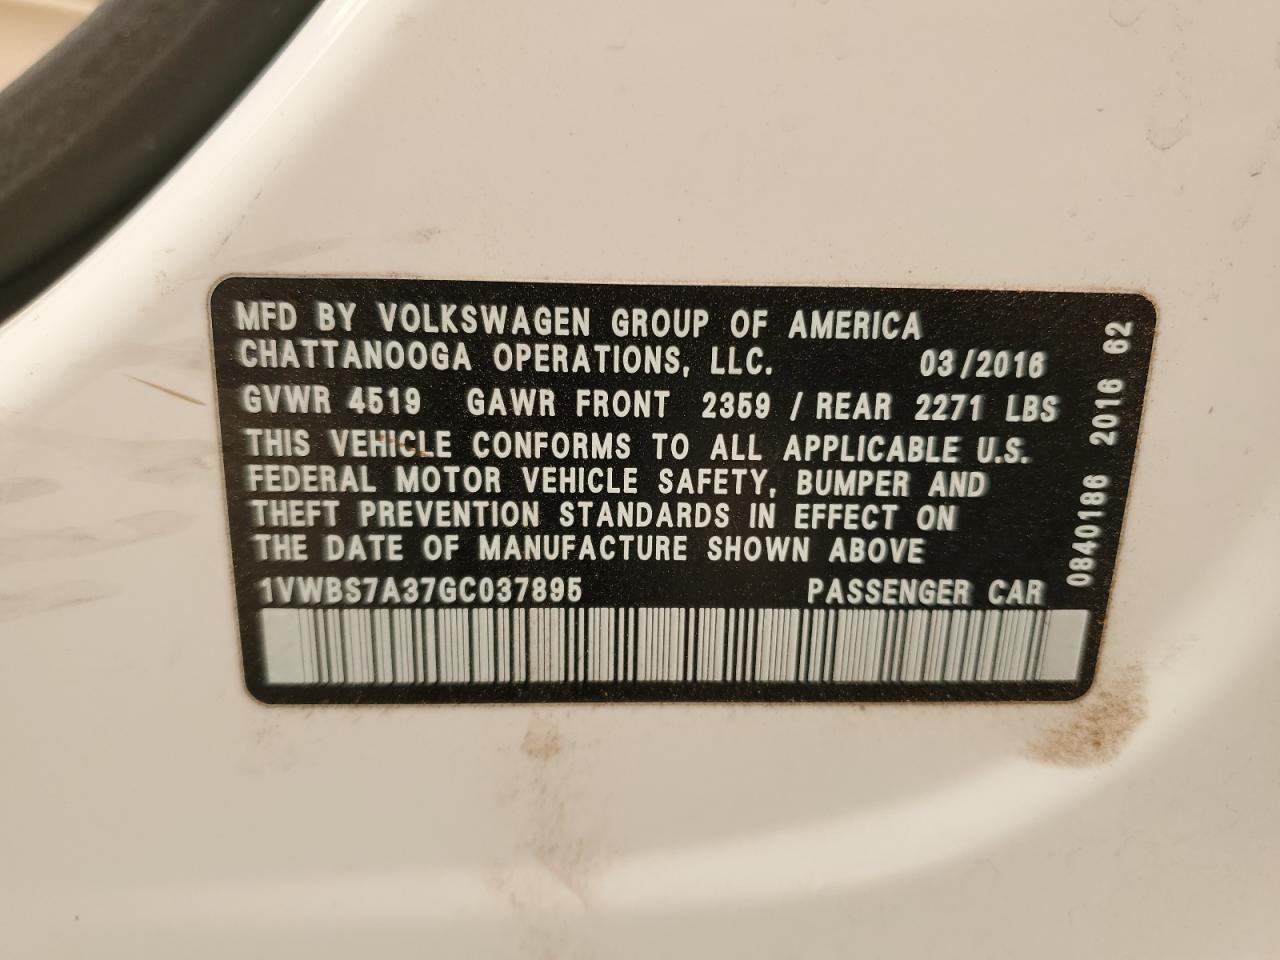 MFD BY VOLKSWAGEN GROUP OF AMERICA
CHATTANOOGA OPERATIONS, LLC. 03/2016
GVWR 4519 GAWR FRONT 2359 / REAR 2271 LBS
THIS VEHICLE CONFORMS TO ALL APPLICABLE U.S.
FEDERAL MOTOR VEHICLE SAFETY, BUMPER AND
THEFT PREVENTION STANDARDS IN EFFECT ON
THE DATE OF MANUFACTURE SHOWN ABOVE
1VWBS7A37GC037895 PASSENGER CAR
0840186 2016 62